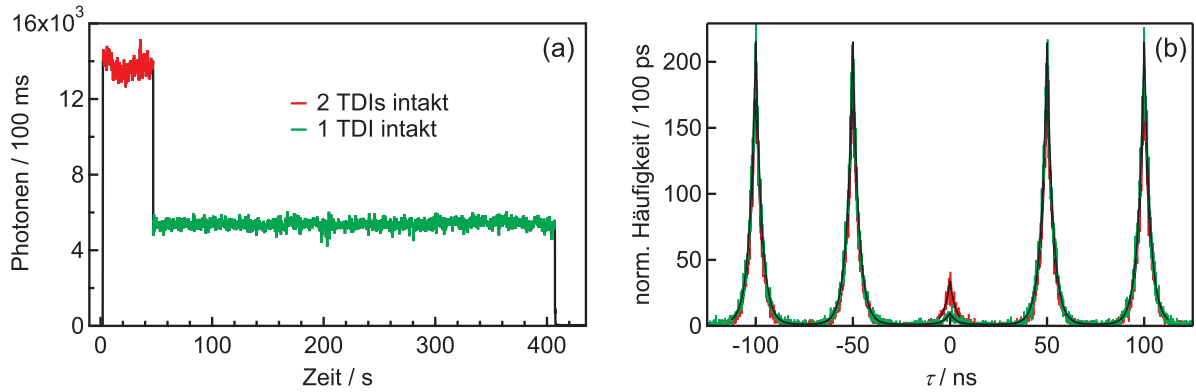 16x10³
12
8
4
0
Photonen / 100 ms
0
100
200
300
400
Zeit / s
(a)
2 TDIs intakt
1 TDI intakt
200
150
100
50
0
norm. Häufigkeit / 100 ps
-100
-50
0
50
100
τ / ns
(b)